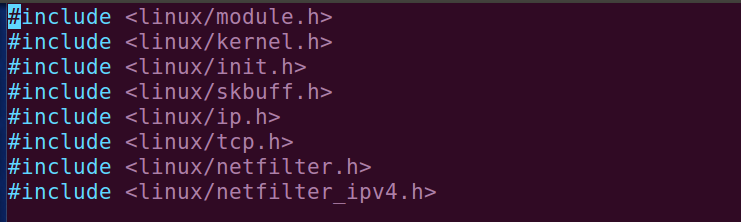 #include <linux/module.h>
#include <linux/kernel.h>
#include <linux/init.h>
#include <linux/skbuff.h>
#include <linux/ip.h>
#include <linux/tcp.h>
#include <linux/netfilter.h>
#include <linux/netfilter_ipv4.h>